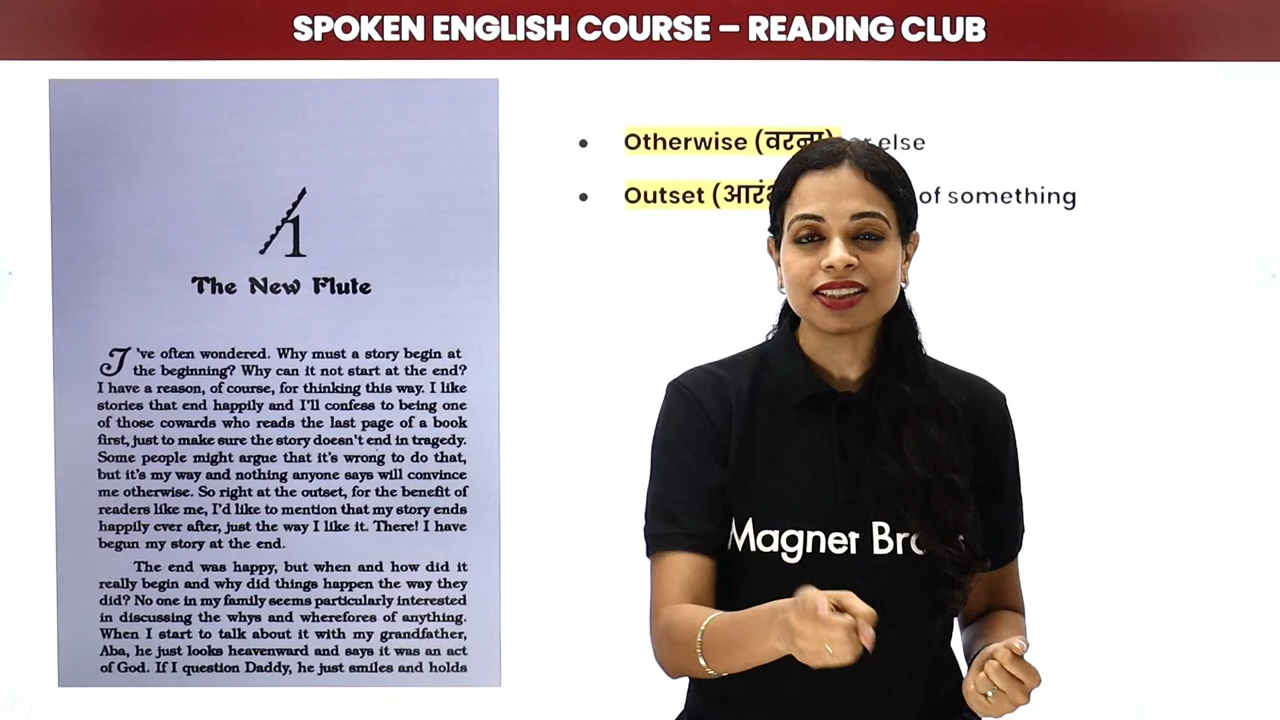 SPOKEN ENGLISH COURSE – READING CLUB
1
The New Flute
I've often wondered. Why must a story begin at
the beginning? Why can it not start at the end?
I have a reason, of course, for thinking this way. I like
stories that end happily and I'll confess to being one
of those cowards who reads the last page of a book
first, just to make sure the story doesn't end in tragedy.
Some people might argue that it's wrong to do that,
but it's my way and nothing anyone says will convince
me otherwise. So right at the outset, for the benefit of
readers like me, I'd like to mention that my story ends
happily ever after, just the way I like it. There! I have
begun my story at the end.
The end was happy, but when and how did it
really begin and why did things happen the way they
did? No one in my family seems particularly interested
in discussing the whys and wherefores of anything.
When I start to talk about it with my grandfather,
Aba, he just looks heavenward and says it was an act
of God. If I question Daddy, he just smiles and holds
• Otherwise (वरना) else
• Outset ( of something
Magnet